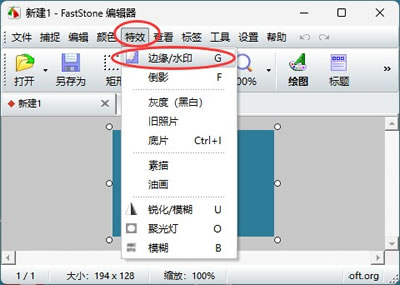 新建1 - FastStone 编辑器
文件 捕捉 编辑 颜色 特效 查看 标签 工具 设置 帮助
打开 另存为 矩形 00% 绘图 标题
新建1
边缘/水印 G
倒影 F
灰度（黑白）
旧照片
底片 Ctrl+I
素描
油画
锐化/模糊 U
聚光灯 O
模糊 B
1 / 1 大小：194 x 128 缩放：100% oft.org